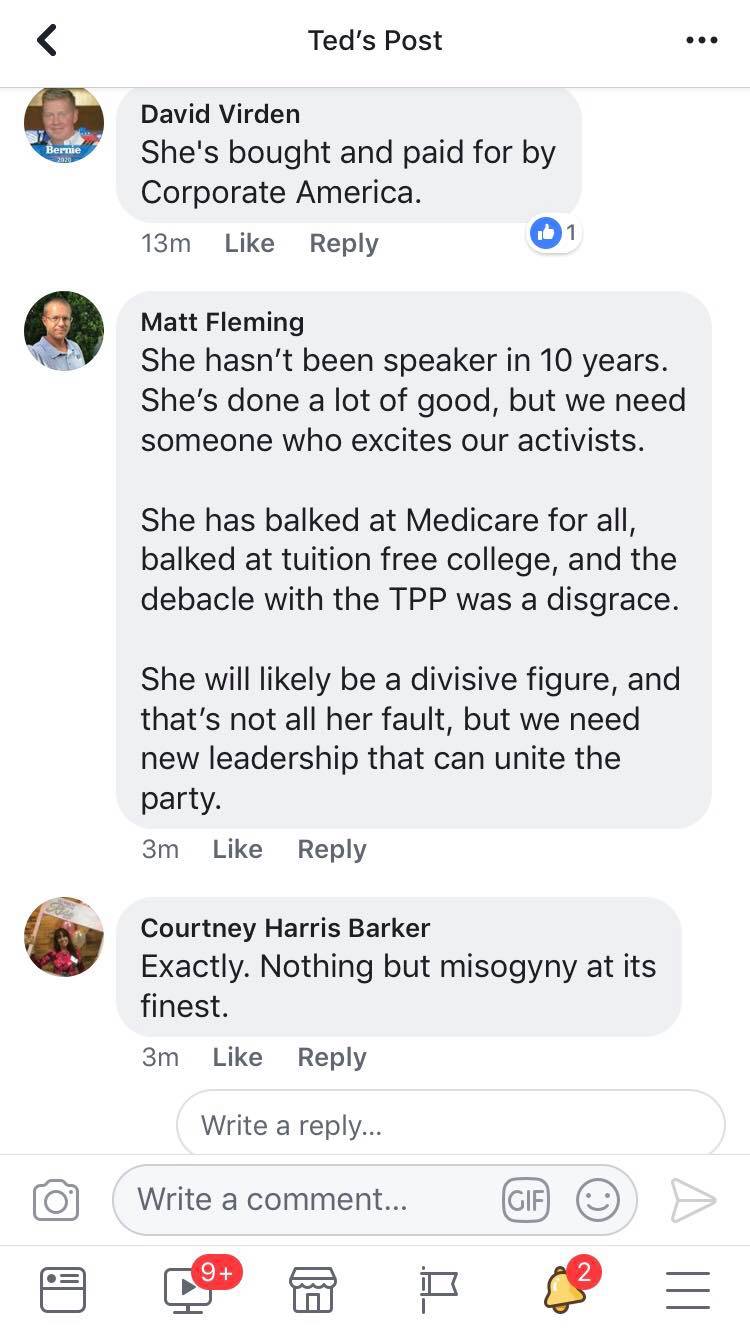 Ted's Post
Bernie
2020
David Virden
She's bought and paid for by
Corporate America.
1
13m Like Reply
Matt Fleming
She hasn't been speaker in 10 years.
She's done a lot of good, but we need
someone who excites our activists.
She has balked at Medicare for all,
balked at tuition free college, and the
debacle with the TPP was a disgrace.
She will likely be a divisive figure, and
that's not all her fault, but we need
new leadership that can unite the
party.
3m Like Reply
Courtney Harris Barker
Exactly. Nothing but misogyny at its
finest.
3m Like Reply
Write a reply...
Write a comment...
GIF
9+
2